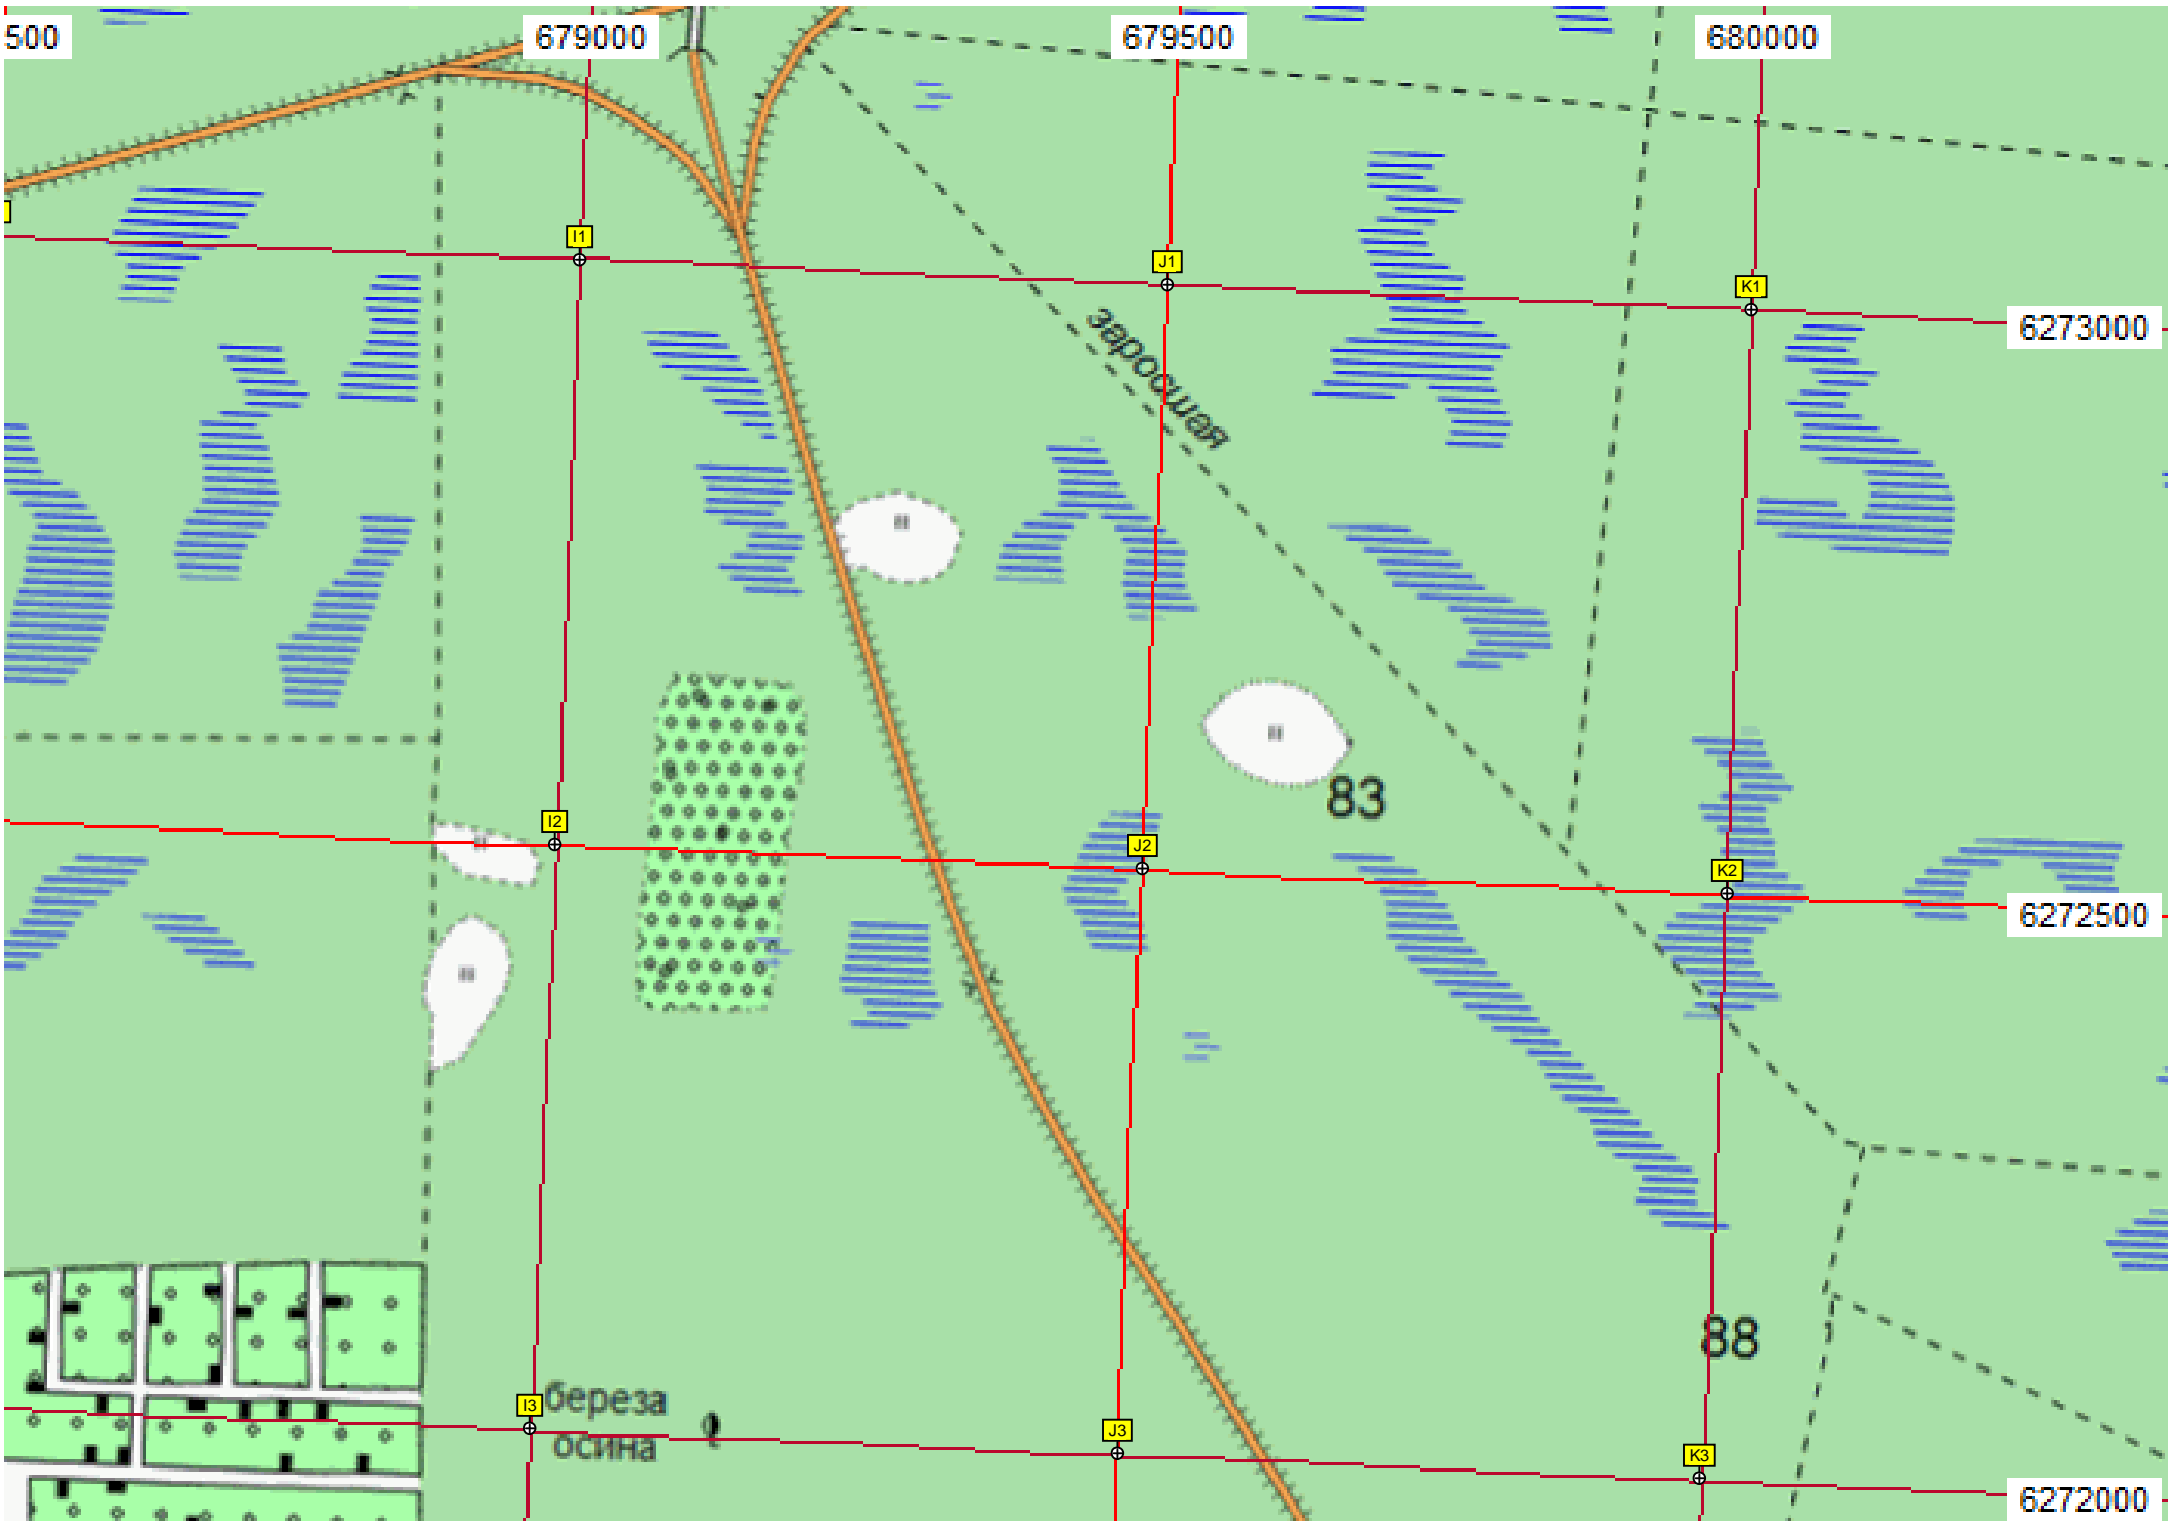 500
679000
679500
680000
I1
J1
K1
6273000
заросшая
83
I2
J2
K2
6272500
88
I3
береза
осина
J3
K3
6272000